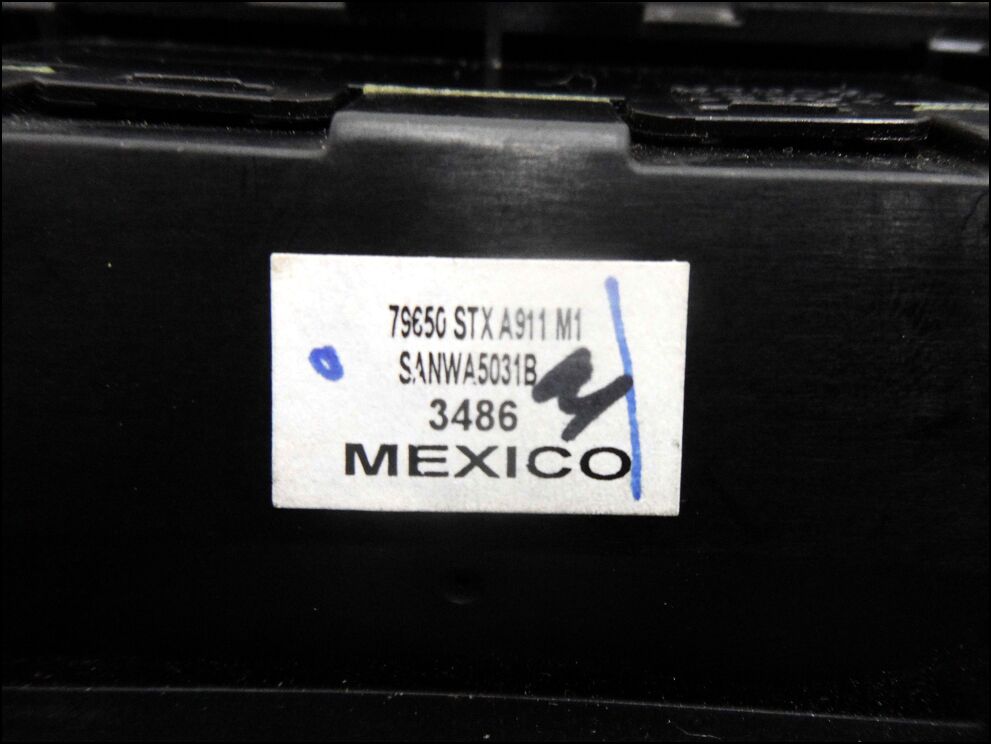 79650 STX A911 M1
SANWA5031B
3486
MEXICO